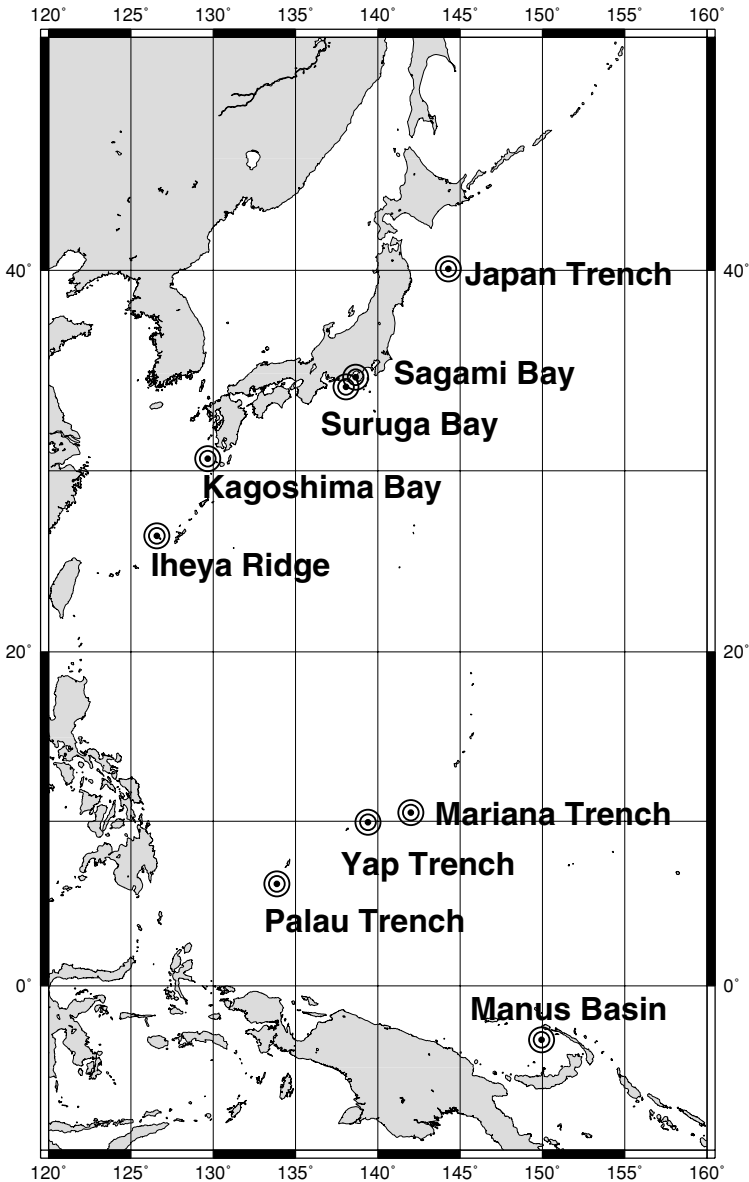 120° 125° 130° 135° 140° 145° 150° 155° 160°
40° 40°
Japan Trench
Sagami Bay
Suruga Bay
Kagoshima Bay
Iheya Ridge
20° 20°
Mariana Trench
Yap Trench
Palau Trench
0° 0°
Manus Basin
120° 125° 130° 135° 140° 145° 150° 155° 160°